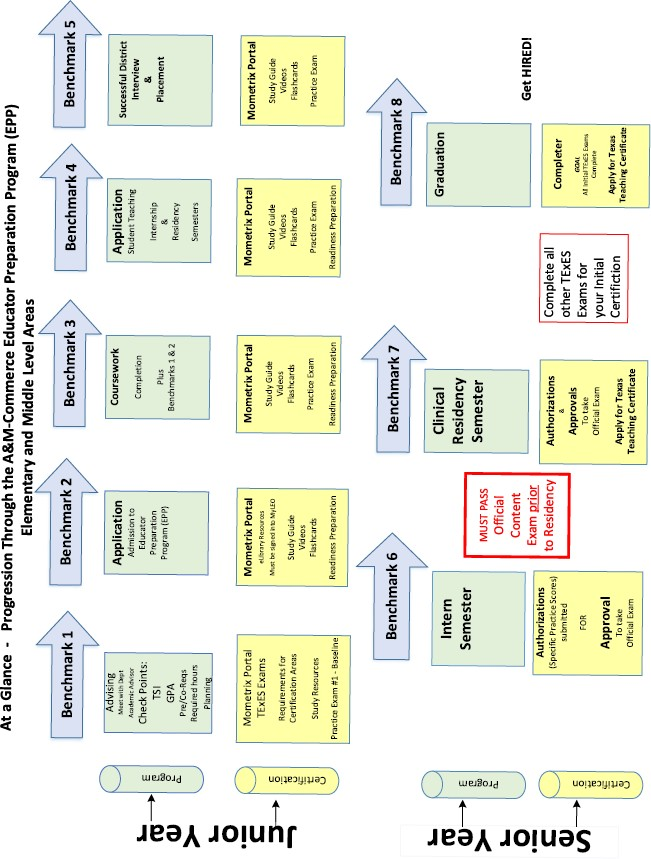 At a Glance - Progression Through the A&M-Commerce Educator Preparation Program (EPP)
Elementary and Middle Level Areas
Junior Year
Program
Certification
Benchmark 1
Advising
Meet with Dept
Academic Advisor
Check Points:
TSI
GPA
Pre/Co-Reqs
Required hours
Planning
Mometrix Portal
TExES Exams
Requirements for
Certification Areas
Study Resources
Practice Exam #1 - Baseline
Benchmark 2
Application
Admission to
Educator
Preparation
Program (EPP)
Mometrix Portal
eLibrary Resources
Must be signed into MyLEO
Study Guide
Videos
Flashcards
Readiness Preparation
Benchmark 3
Coursework
Completion
Plus
Benchmarks 1 & 2
Mometrix Portal
Study Guide
Videos
Flashcards
Practice Exam
Readiness Preparation
Benchmark 4
Application
Student Teaching
Internship
&
Residency
Semesters
Mometrix Portal
Study Guide
Videos
Flashcards
Practice Exam
Readiness Preparation
Benchmark 5
Successful District
Interview
&
Placement
Mometrix Portal
Study Guide
Videos
Flashcards
Practice Exam
Senior Year
Program
Certification
Benchmark 6
Intern
Semester
Authorizations
(Specific Practice Scores)
submitted
FOR
Approval
To take
Official Exam
MUST PASS
Official
Content
Exam prior
to Residency
Benchmark 7
Clinical
Residency
Semester
Authorizations
&
Approvals
To take
Official Exam
Apply for Texas
Teaching Certificate
Complete all
other TExES
Exams for
your Initial
Certifiction
Benchmark 8
Graduation
Completer
GOAL
All Initial TExES Exams
Complete
Apply for Texas
Teaching Certificate
Get HIRED!